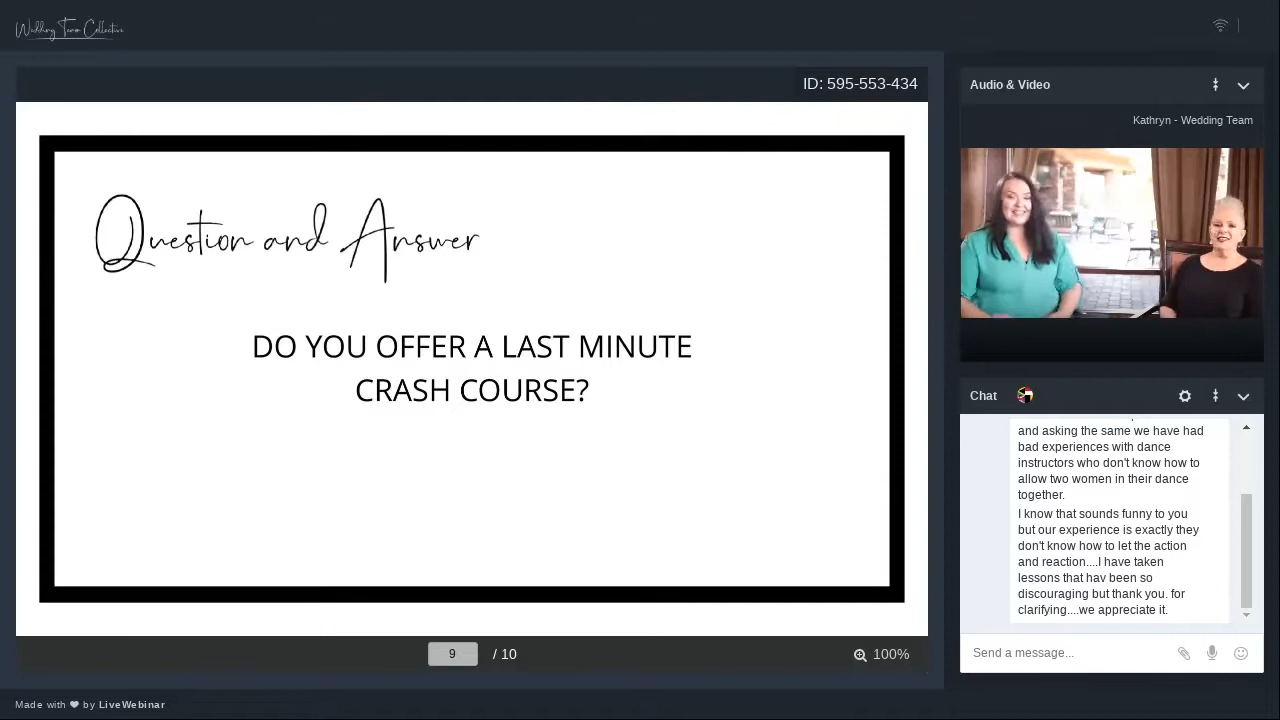 Wedding Team Collective
ID: 595-553-434
Question and Answer
DO YOU OFFER A LAST MINUTE
CRASH COURSE?
9 / 10
100%
Audio & Video
Kathryn - Wedding Team
Chat
and asking the same we have had
bad experiences with dance
instructors who don't know how to
allow two women in their dance
together.
I know that sounds funny to you
but our experience is exactly they
don't know how to let the action
and reaction....I have taken
lessons that hav been so
discouraging but thank you. for
clarifying....we appreciate it.
Send a message...
Made with by LiveWebinar